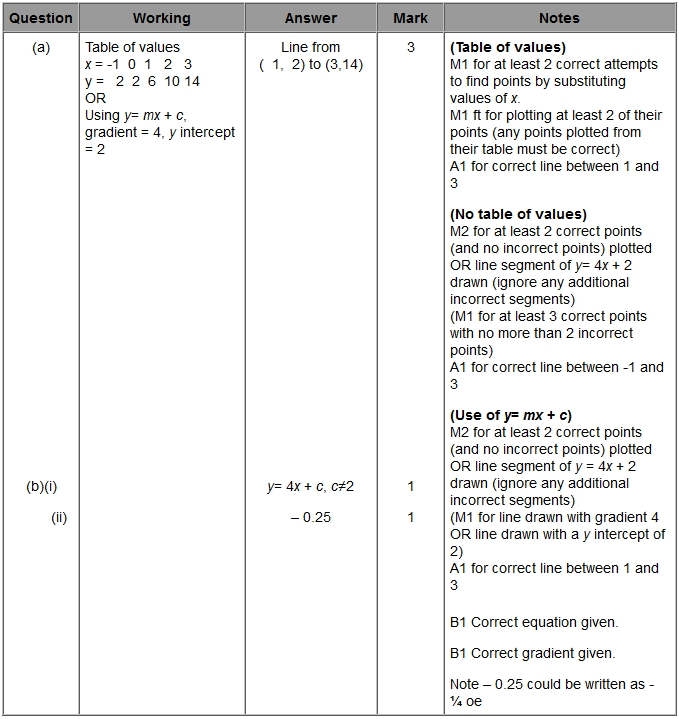 Question Working Answer Mark Notes
(a)
Table of values
x = -1 0 1 2 3
y = 2 2 6 10 14
OR
Using y= mx + c,
gradient = 4, y intercept
= 2
Line from
( 1, 2) to (3,14)
3
(Table of values)
M1 for at least 2 correct attempts
to find points by substituting
values of x.
M1 ft for plotting at least 2 of their
points (any points plotted from
their table must be correct)
A1 for correct line between 1 and
3
(No table of values)
M2 for at least 2 correct points
(and no incorrect points) plotted
OR line segment of y= 4x + 2
drawn (ignore any additional
incorrect segments)
(M1 for at least 3 correct points
with no more than 2 incorrect
points)
A1 for correct line between -1 and
3
(Use of y= mx + c)
M2 for at least 2 correct points
(and no incorrect points) plotted
OR line segment of y = 4x + 2
drawn (ignore any additional
incorrect segments)
(M1 for line drawn with gradient 4
OR line drawn with a y intercept of
2)
A1 for correct line between 1 and
3
(b)(i) y= 4x + c, c≠2 1
B1 Correct equation given.
(ii) – 0.25 1
B1 Correct gradient given.
Note – 0.25 could be written as -
¼ oe